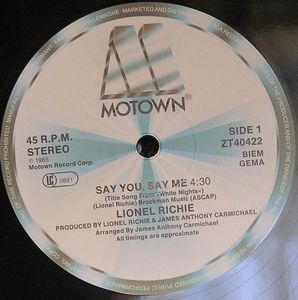 MOTOWN®
45 R.P.M.
STEREO
℗ 1985
Motown Record Corp.
LC 0881
SIDE 1
ZT40422
BIEM
GEMA
SAY YOU, SAY ME 4:30
(Title Song From »White Nights«)
(Lionel Richie) Brockman Music (ASCAP)
LIONEL RICHIE
PRODUCED BY LIONEL RICHIE & JAMES ANTHONY CARMICHAEL
Arranged By James Anthony Carmichael
All timings are approximate